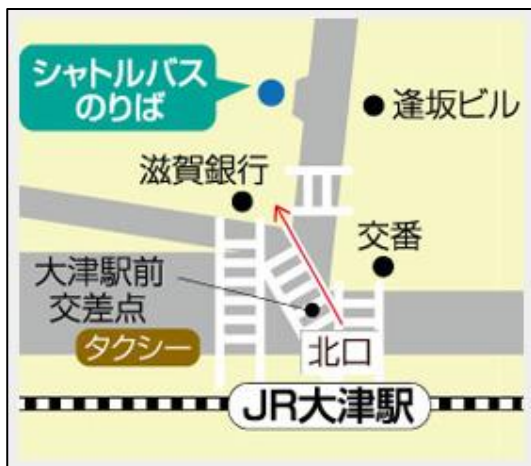 シャトルバス
のりば
逢坂ビル
滋賀銀行
交番
大津駅前
交差点
タクシー
北口
JR大津駅